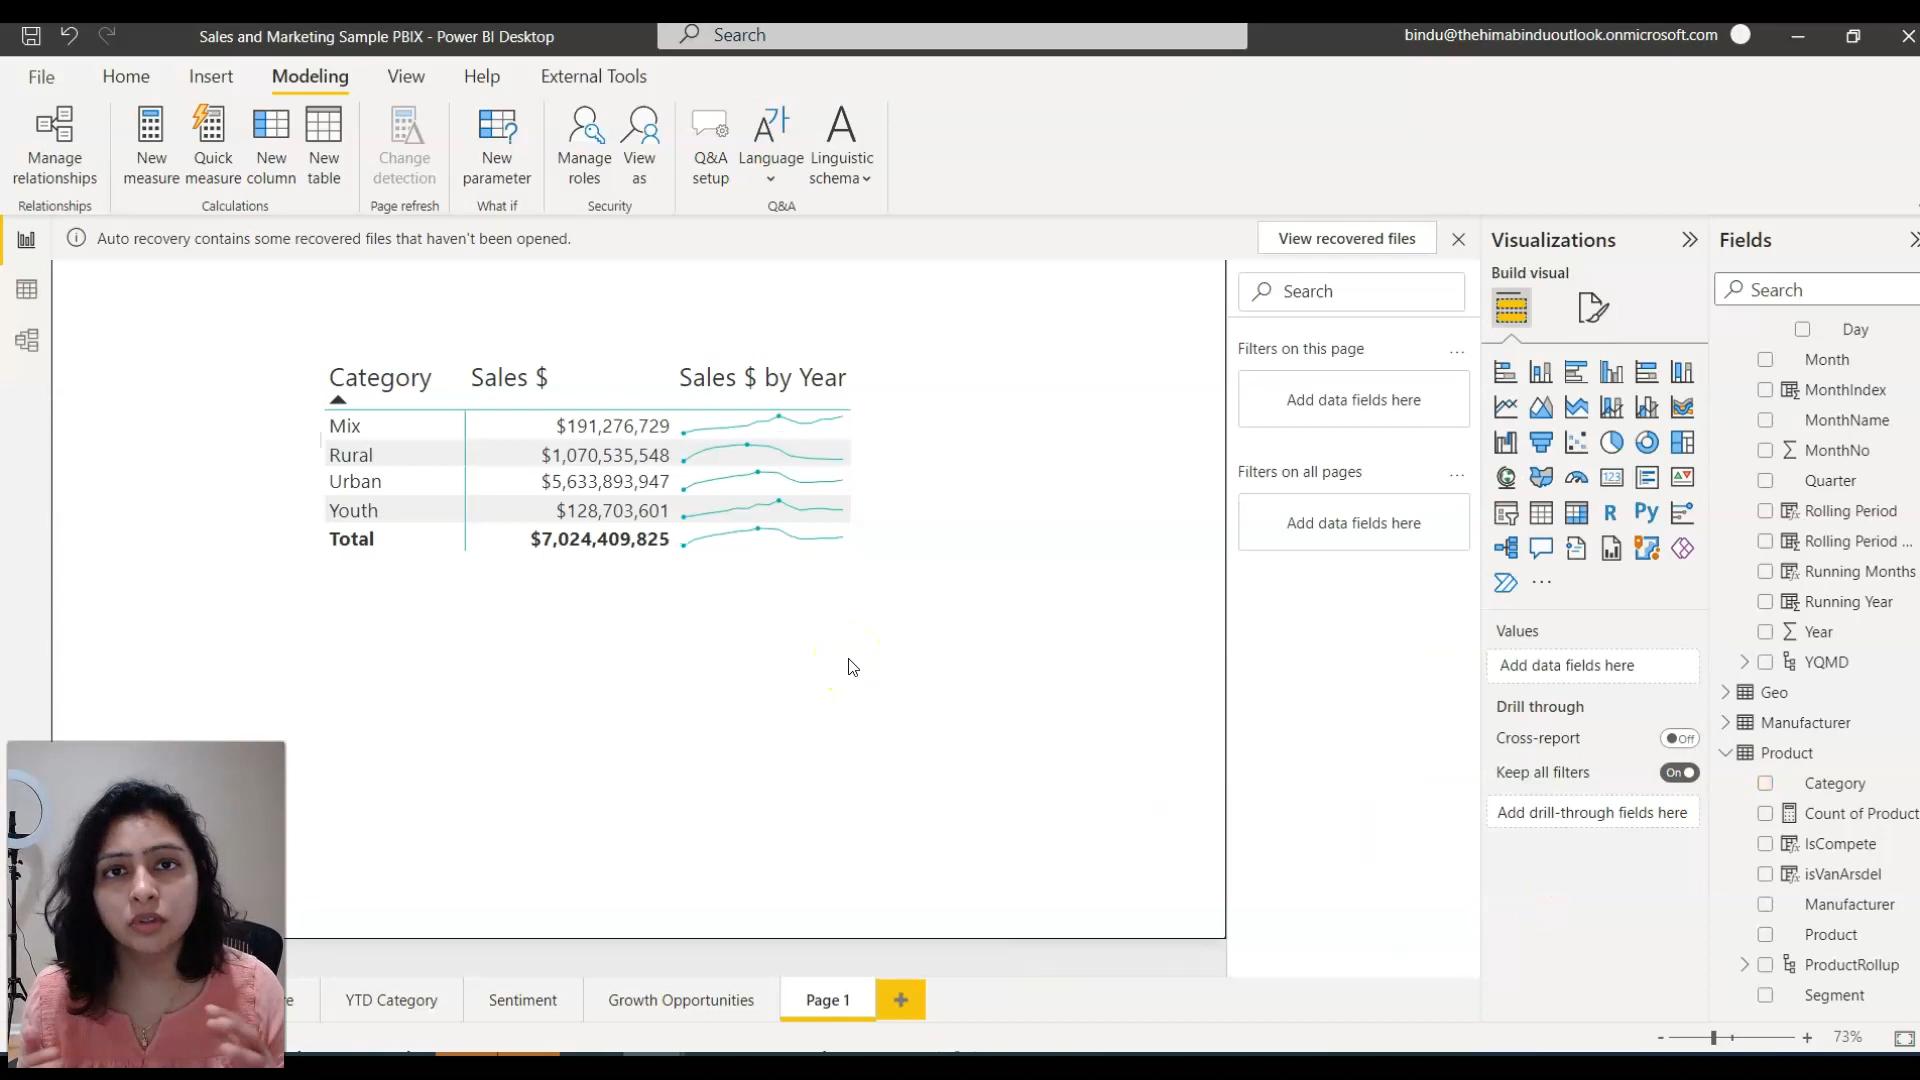 Sales and Marketing Sample PBIX - Power BI Desktop
Search
bindu@thehimabinduoutlook.onmicrosoft.com
File
Home
Insert
Modeling
View
Help
External Tools
Manage relationships
New measure
Quick measure
New column
New table
Change detection
New parameter
Manage roles
View as
Q&A setup
Language
Linguistic schema
Relationships
Calculations
Page refresh
What if
Security
Q&A
Auto recovery contains some recovered files that haven't been opened.
View recovered files
Category Sales $ Sales $ by Year
Mix $191,276,729
Rural $1,070,535,548
Urban $5,633,893,947
Youth $128,703,601
Total $7,024,409,825
Search
Filters on this page
...
Add data fields here
Filters on all pages
...
Add data fields here
Visualizations
Build visual
123
R
Py
...
Values
Add data fields here
Drill through
Cross-report
Off
Keep all filters
On
Add drill-through fields here
Fields
Search
Day
Month
MonthIndex
MonthName
MonthNo
Quarter
Rolling Period
Rolling Period ...
Running Months
Running Year
Year
YQMD
Geo
Manufacturer
Product
Category
Count of Product
IsCompete
isVanArsdel
Manufacturer
Product
ProductRollup
Segment
YTD Category
Sentiment
Growth Opportunities
Page 1
+
- + 73%